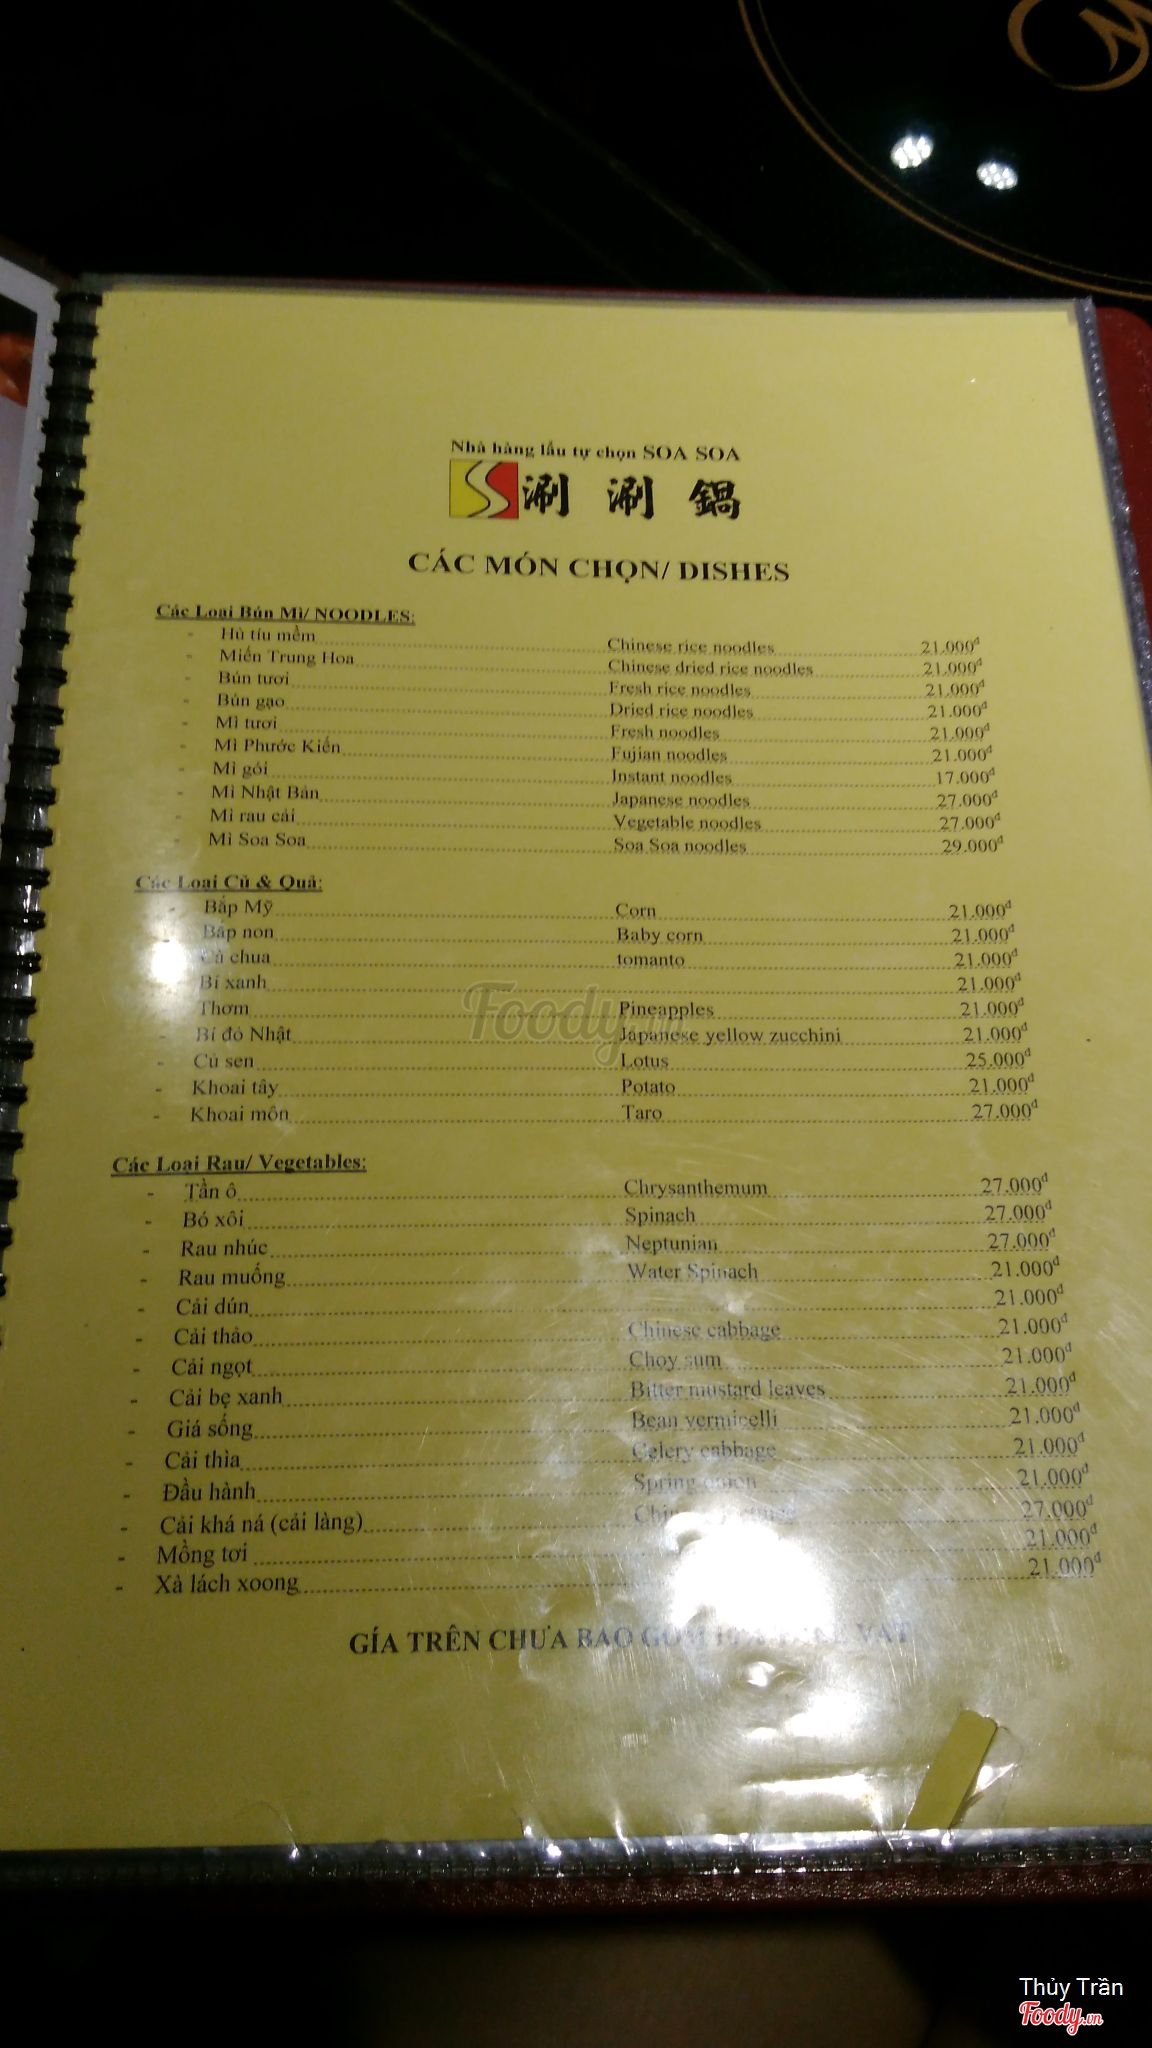 Nhà hàng lẩu tự chọn SOA SOA
涮 涮 鍋
CÁC MÓN CHỌN/ DISHES
Các Loại Bún Mì/ NOODLES:
- Hủ tíu mềm Chinese rice noodles 21.000đ
- Miến Trung Hoa Chinese dried rice noodles 21.000đ
- Bún tươi Fresh rice noodles 21.000đ
- Bún gạo Dried rice noodles 21.000đ
- Mì tươi Fresh noodles 21.000đ
- Mì Phước Kiến Fujian noodles 21.000đ
- Mì gói Instant noodles 17.000đ
- Mì Nhật Bản Japanese noodles 27.000đ
- Mì rau cải Vegetable noodles 27.000đ
- Mì Soa Soa Soa Soa noodles 29.000đ
Các Loại Củ & Quả:
- Bắp Mỹ Corn 21.000đ
Bắp non Baby corn 21.000đ
Cà chua tomanto 21.000đ
Bí xanh 21.000đ
Thơm Pineapples 21.000đ
- Bí đỏ Nhật Japanese yellow zucchini 21.000đ
- Củ sen Lotus 25.000đ
- Khoai tây Potato 21.000đ
- Khoai môn Taro 27.000đ
Foody
Các Loại Rau/ Vegetables:
- Tần ô Chrysanthemum 27.000đ
- Bó xôi Spinach 27.000đ
- Rau nhúc Neptunian 27.000đ
- Rau muống Water Spinach 21.000đ
- Cải dún 21.000đ
- Cải thảo Chinese cabbage 21.000đ
- Cải ngọt Choy sum 21.000đ
- Cải bẹ xanh Bitter mustard leaves 21.000đ
- Giá sống Bean vermicelli 21.000đ
- Cải thìa Celery cabbage 21.000đ
- Đầu hành Spring onion 21.000đ
- Cải khá ná (cải làng) 27.000đ
- Mồng tơi 21.000đ
- Xà lách xoong 21.000đ
GÍA TRÊN CHƯA BAO GỒM VAT
Thủy Trần
Foody.vn